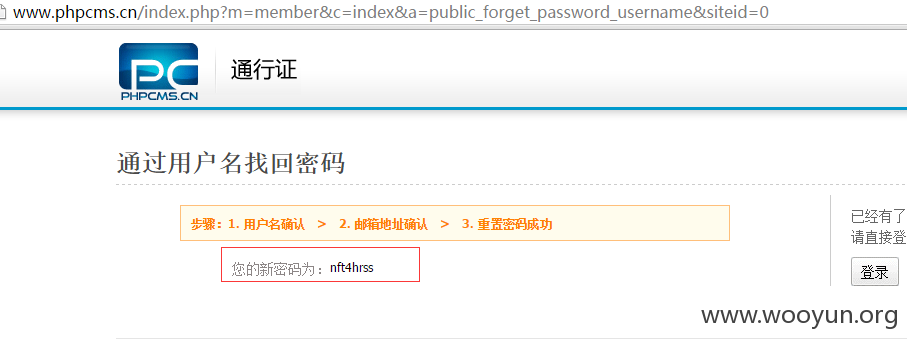 www.phpcms.cn/index.php?m=member&c=index&a=public_forget_password_username&siteid=0
PC
PHPCMS.CN
通行证
通过用户名找回密码
步骤：1. 用户名确认 > 2. 邮箱地址确认 > 3. 重置密码成功
您的新密码为：nft4hrss
已经有了
请直接登
登录
www.wooyun.org